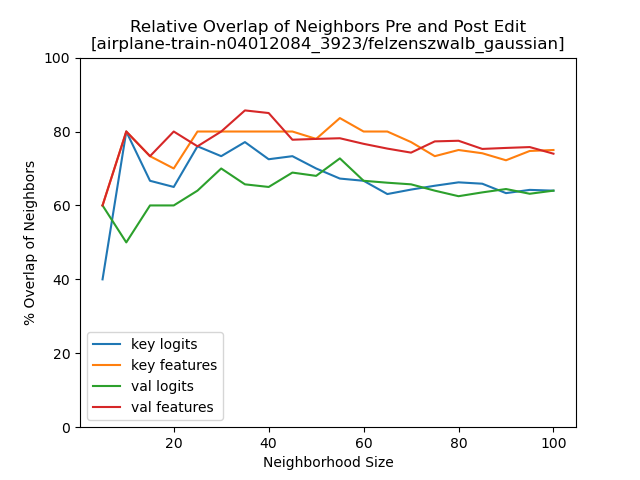 Relative Overlap of Neighbors Pre and Post Edit
[airplane-train-n04012084_3923/felzenszwalb_gaussian]
100
80
60
40
20
0
% Overlap of Neighbors
key logits
key features
val logits
val features
20 40 60 80 100
Neighborhood Size